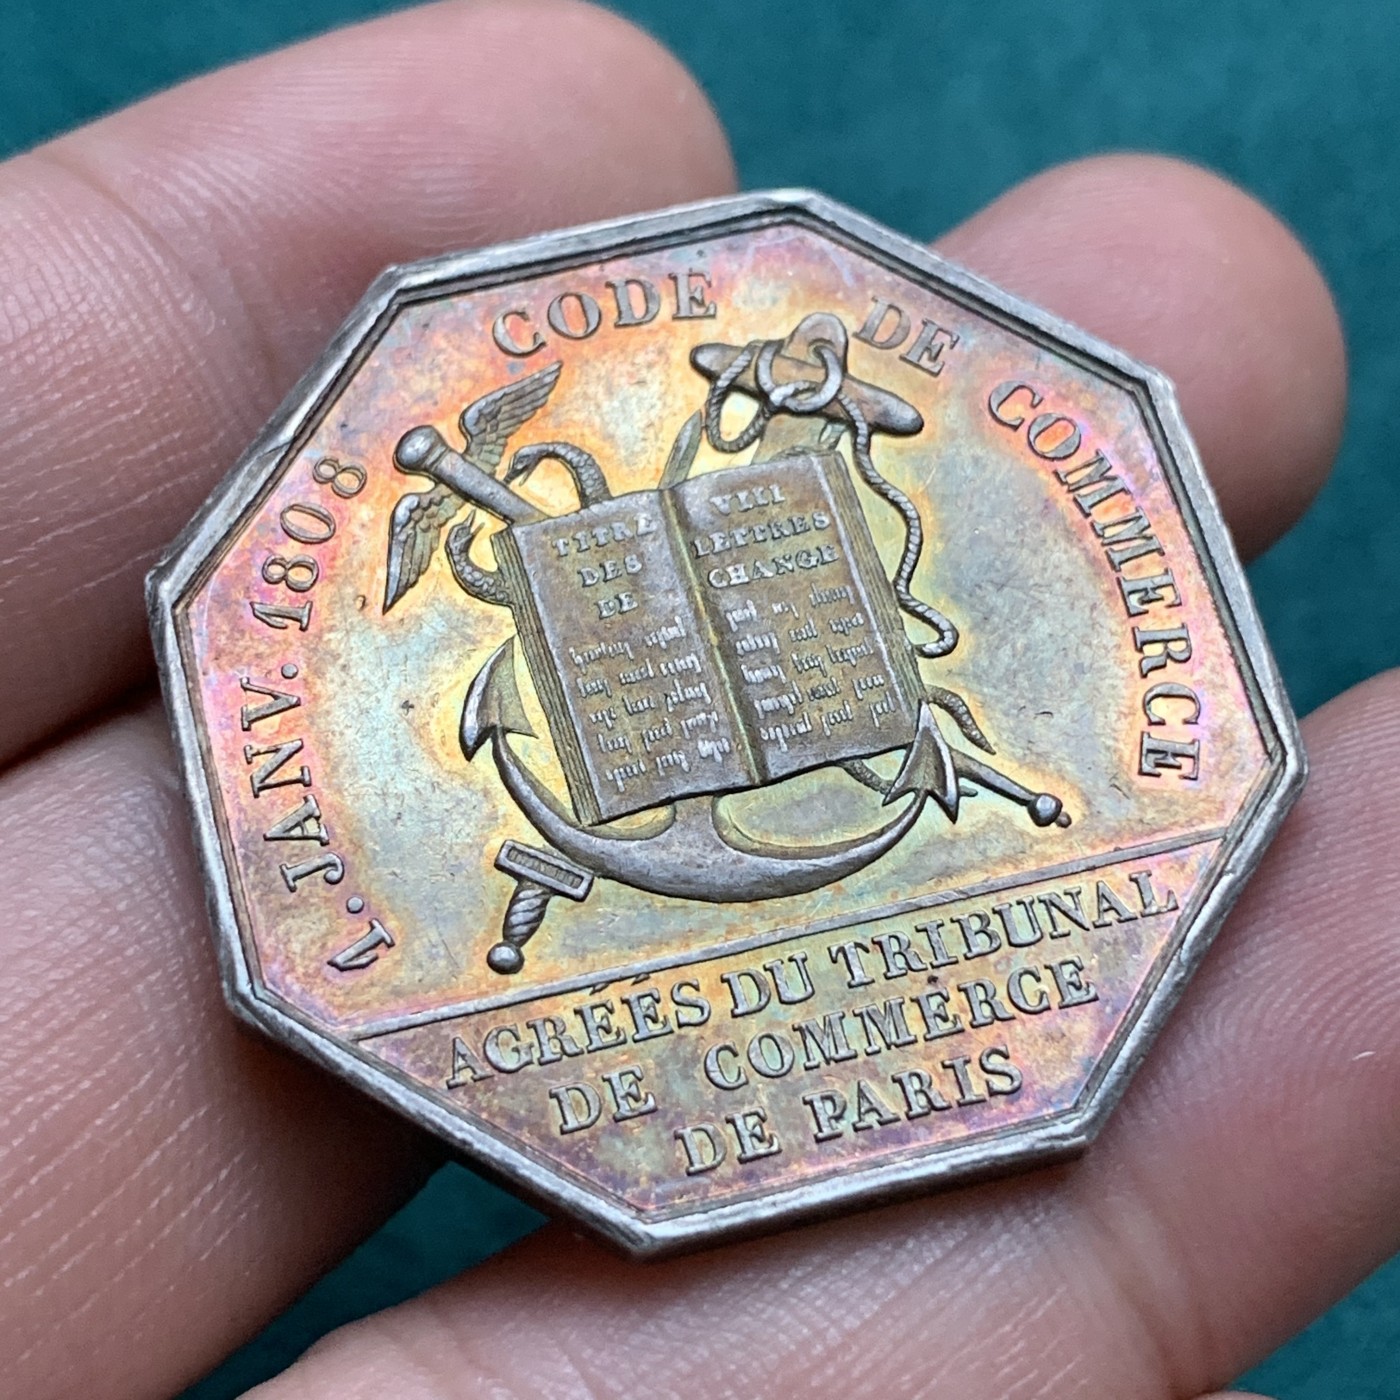 1. JANV. 1808 CODE DE COMMERCE
TITRE VIII
DES LETTRES
DE CHANGE
AGRÉÉS DU TRIBUNAL
DE COMMERCE
DE PARIS